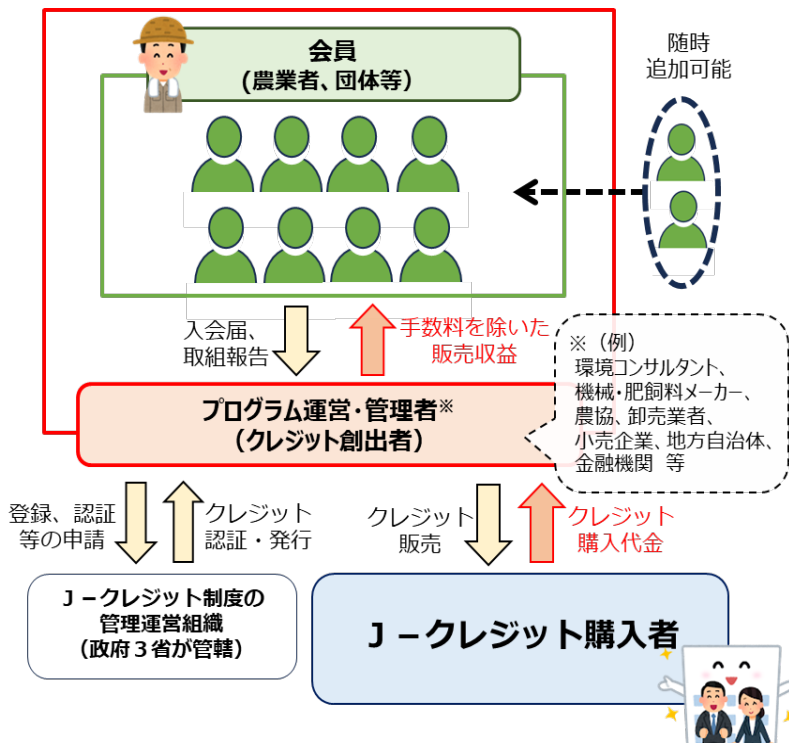 会員
(農業者、団体等)
随時
追加可能
入会届、
取組報告
手数料を除いた
販売収益
※（例）
環境コンサルタント、
機械・肥飼料メーカー、
農協、卸売業者、
小売企業、地方自治体、
金融機関 等
プログラム運営・管理者※
（クレジット創出者）
登録、認証
等の申請
クレジット
認証・発行
クレジット
販売
クレジット
購入代金
Ｊ－クレジット制度の
管理運営組織
（政府３省が管轄）
Ｊ－クレジット購入者